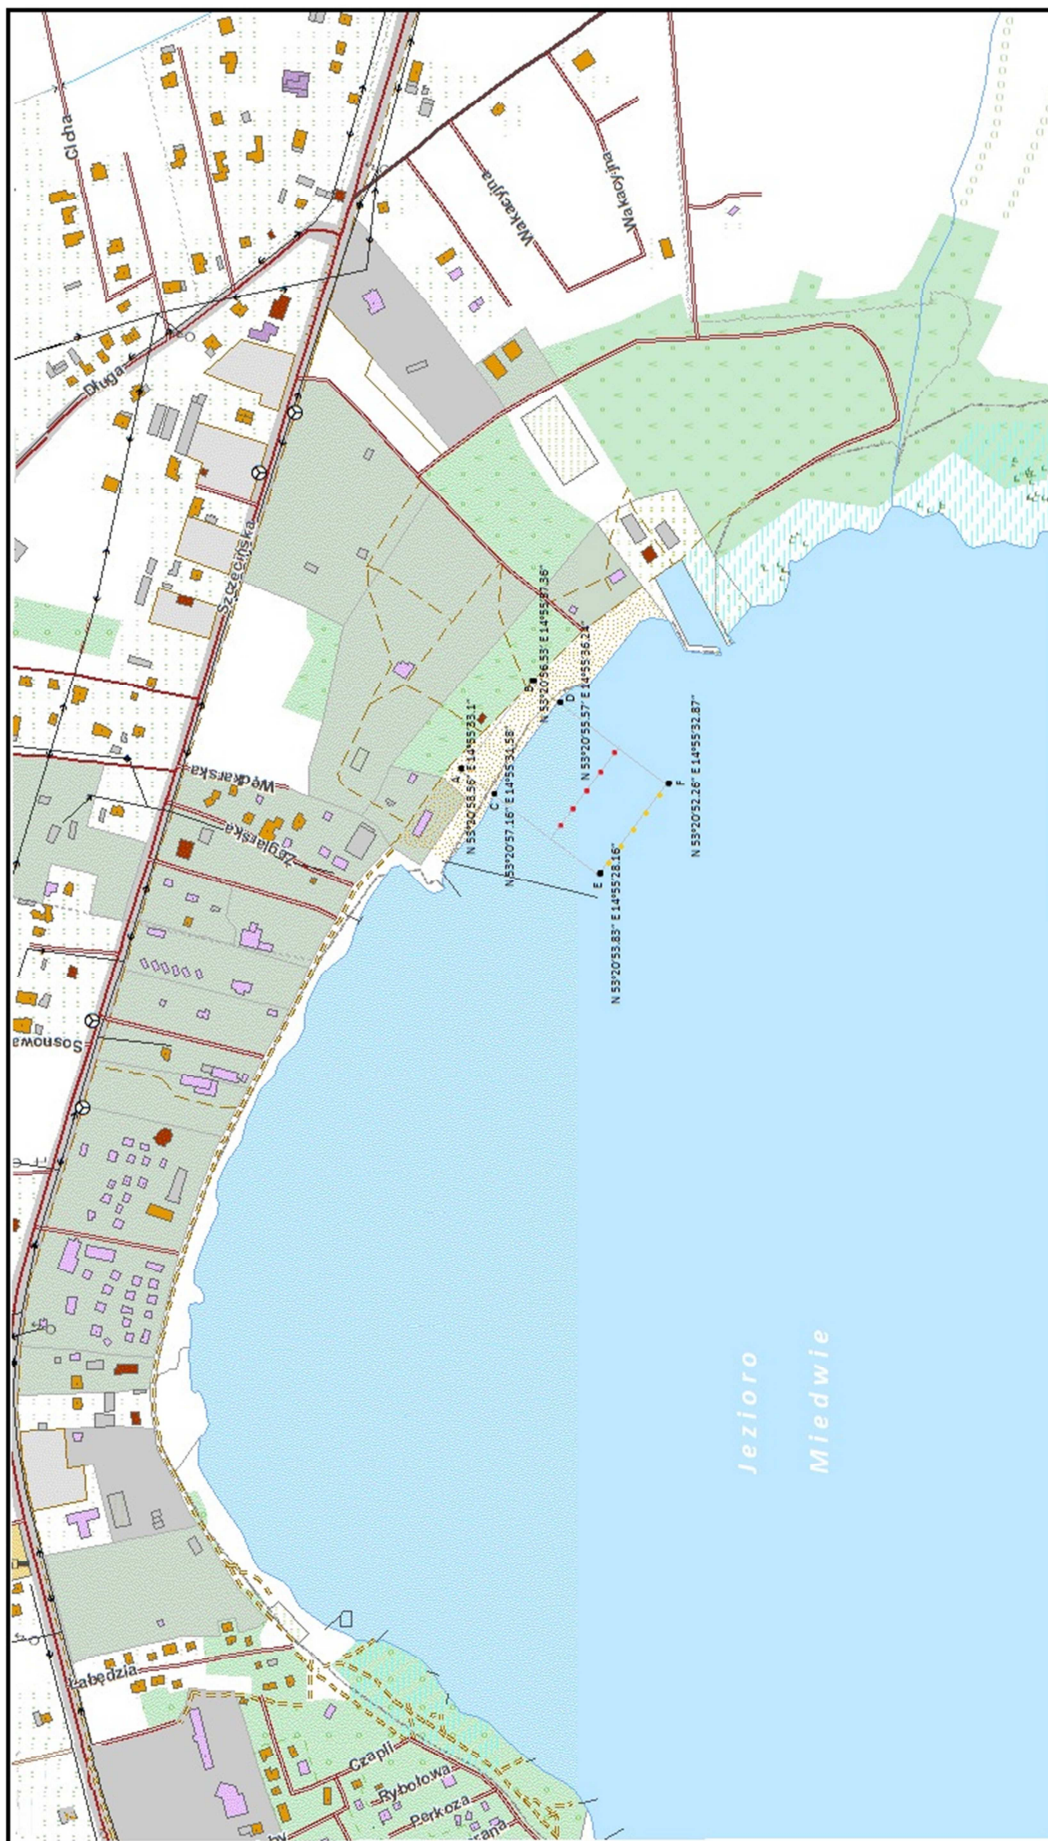 Cicha
Długa
Wakacyjna
Wakacyjna
Szczecińska
Wędkarska
Żeglarska
Sosnowa
A
N 53°20'58.56" E 14°55'33.1"
B
N 53°20'56.53' E 14°55'37.36"
C
N 53°20'57.16" E 14°55'31.58"
D
N 53°20'55.57' E 14°55'36.24"
E
N 53°20'53.83" E 14°55'28.16"
F
N 53°20'52.26" E 14°55'32.87"
Jezioro
Miedwie
Łabędzia
Czapli
Rybołowa
Perkoza